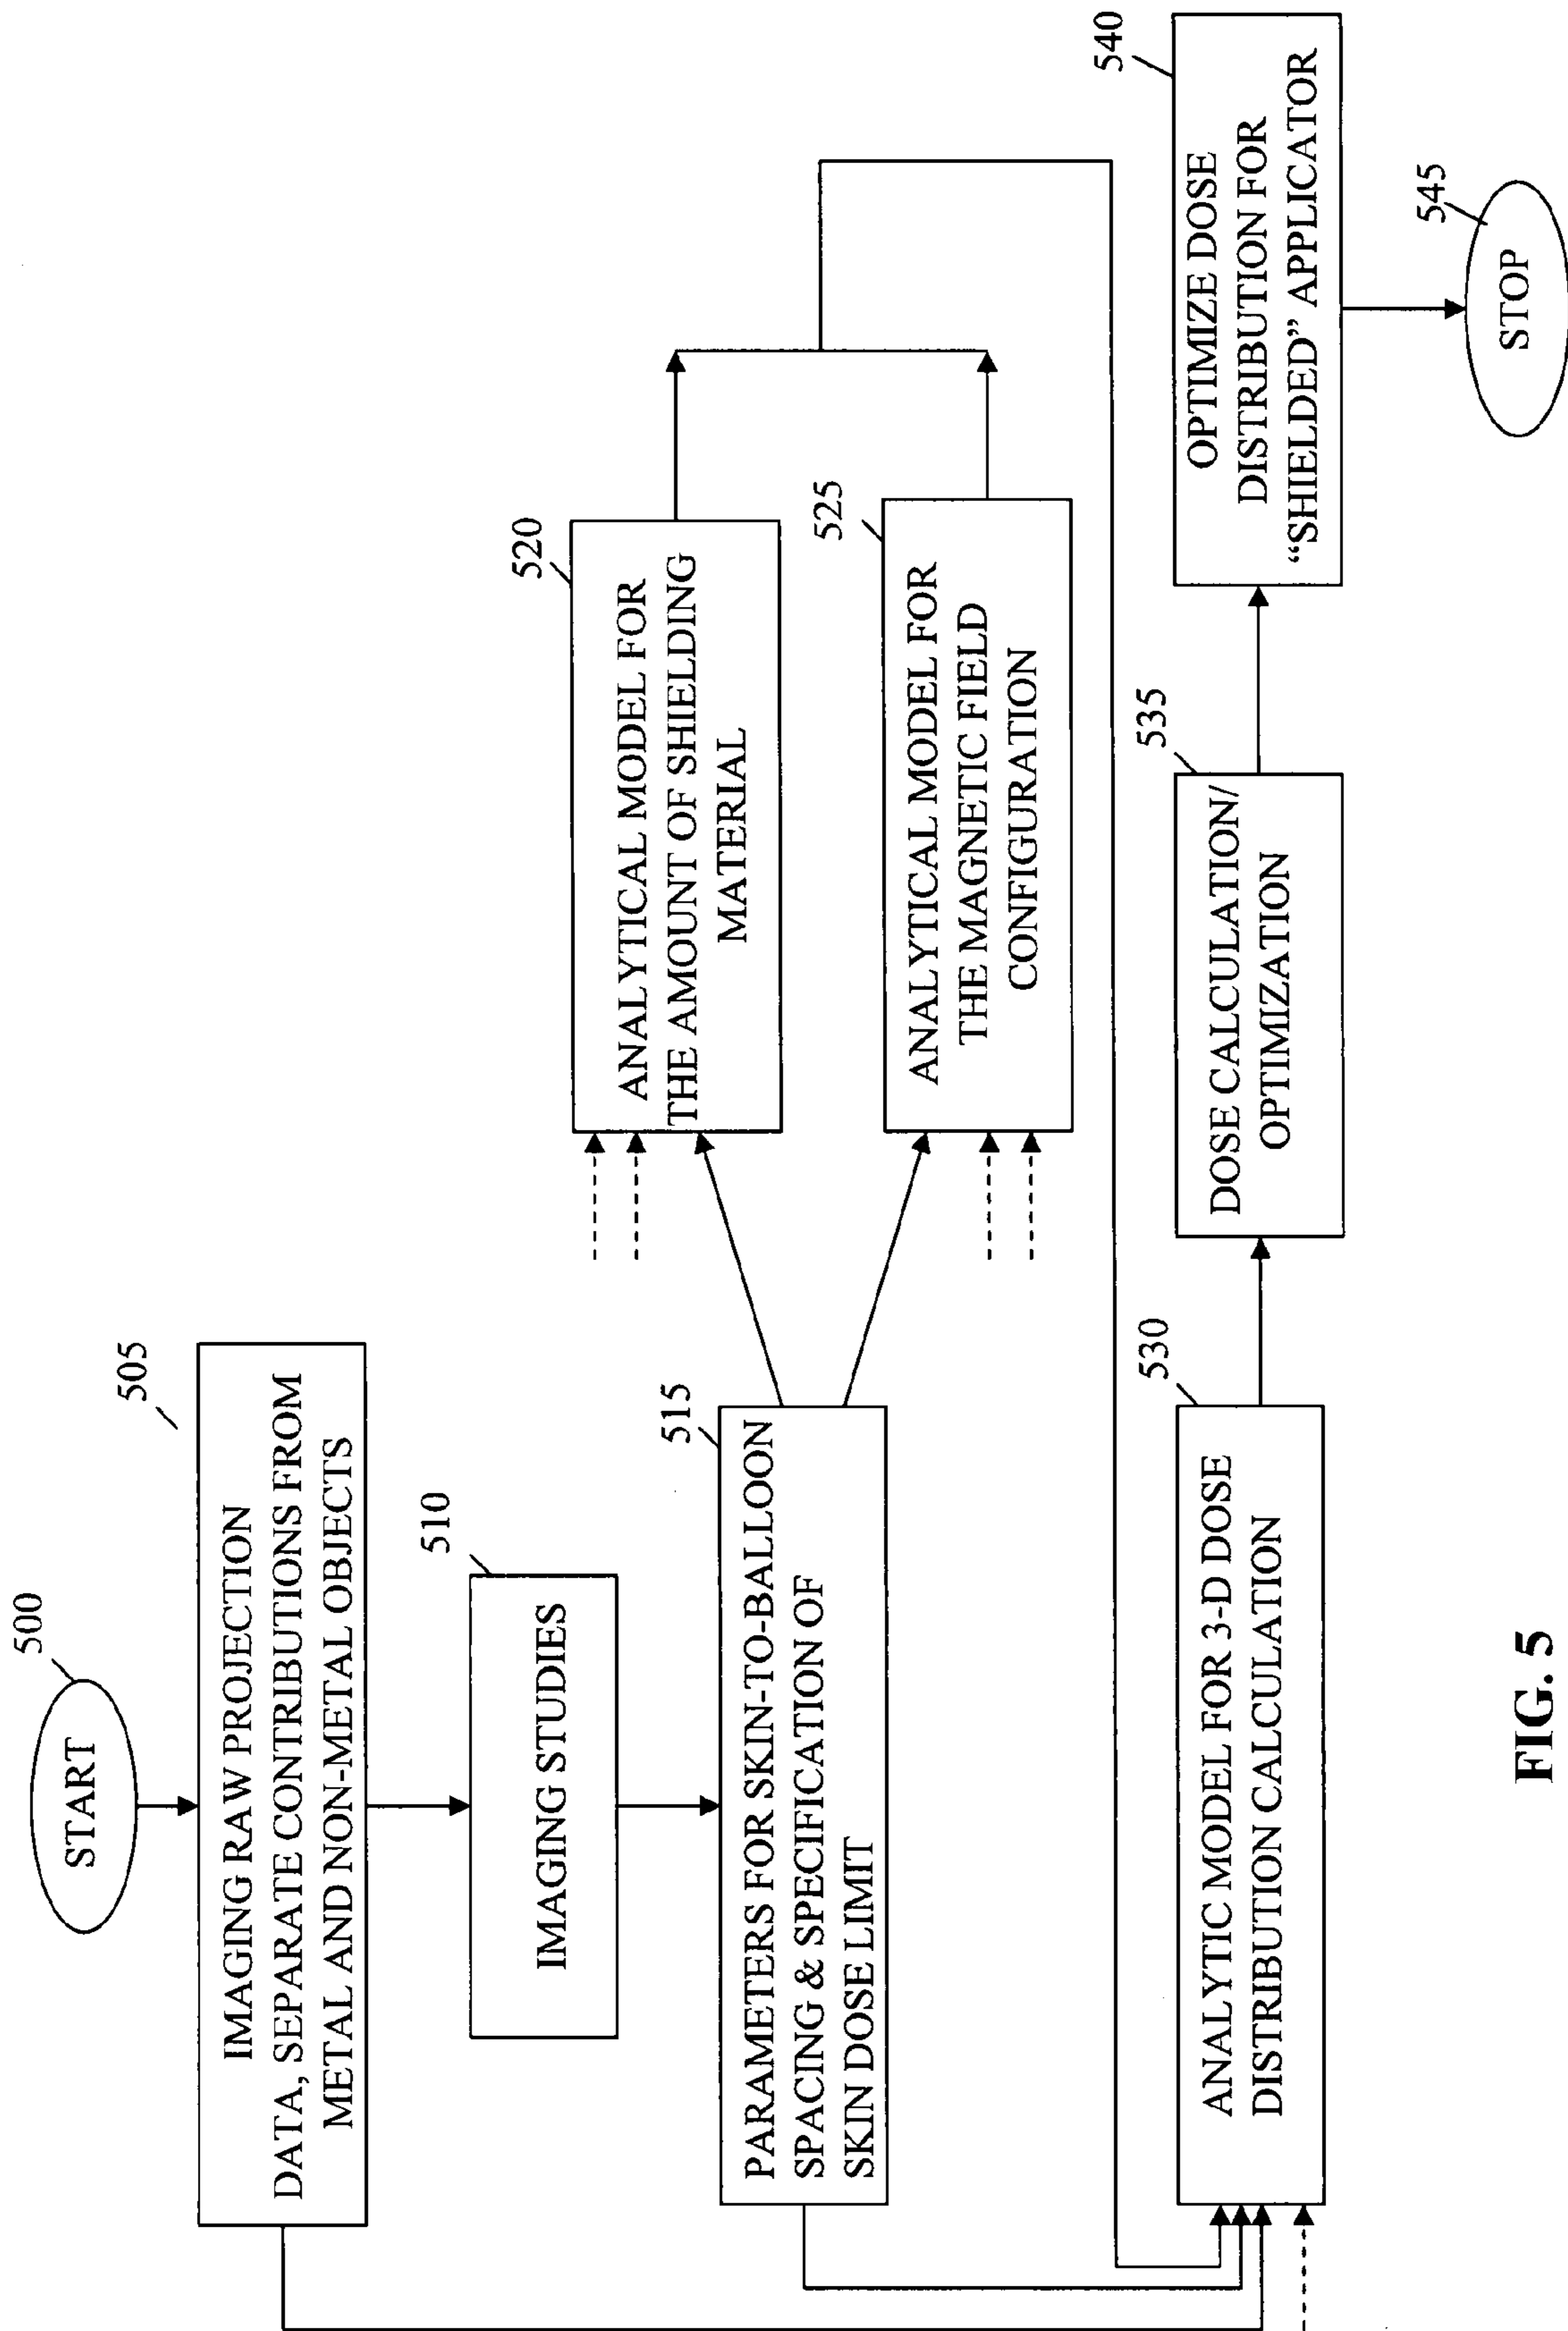 500
START
505
IMAGING RAW PROJECTION
DATA, SEPARATE CONTRIBUTIONS FROM
METAL AND NON-METAL OBJECTS
510
IMAGING STUDIES
515
PARAMETERS FOR SKIN-TO-BALLOON
SPACING & SPECIFICATION OF
SKIN DOSE LIMIT
520
ANALYTICAL MODEL FOR
THE AMOUNT OF SHIELDING
MATERIAL
525
ANALYTICAL MODEL FOR
THE MAGNETIC FIELD
CONFIGURATION
530
ANALYTIC MODEL FOR 3-D DOSE
DISTRIBUTION CALCULATION
535
DOSE CALCULATION/
OPTIMIZATION
540
OPTIMIZE DOSE
DISTRIBUTION FOR
“SHIELDED” APPLICATOR
545
STOP
FIG. 5